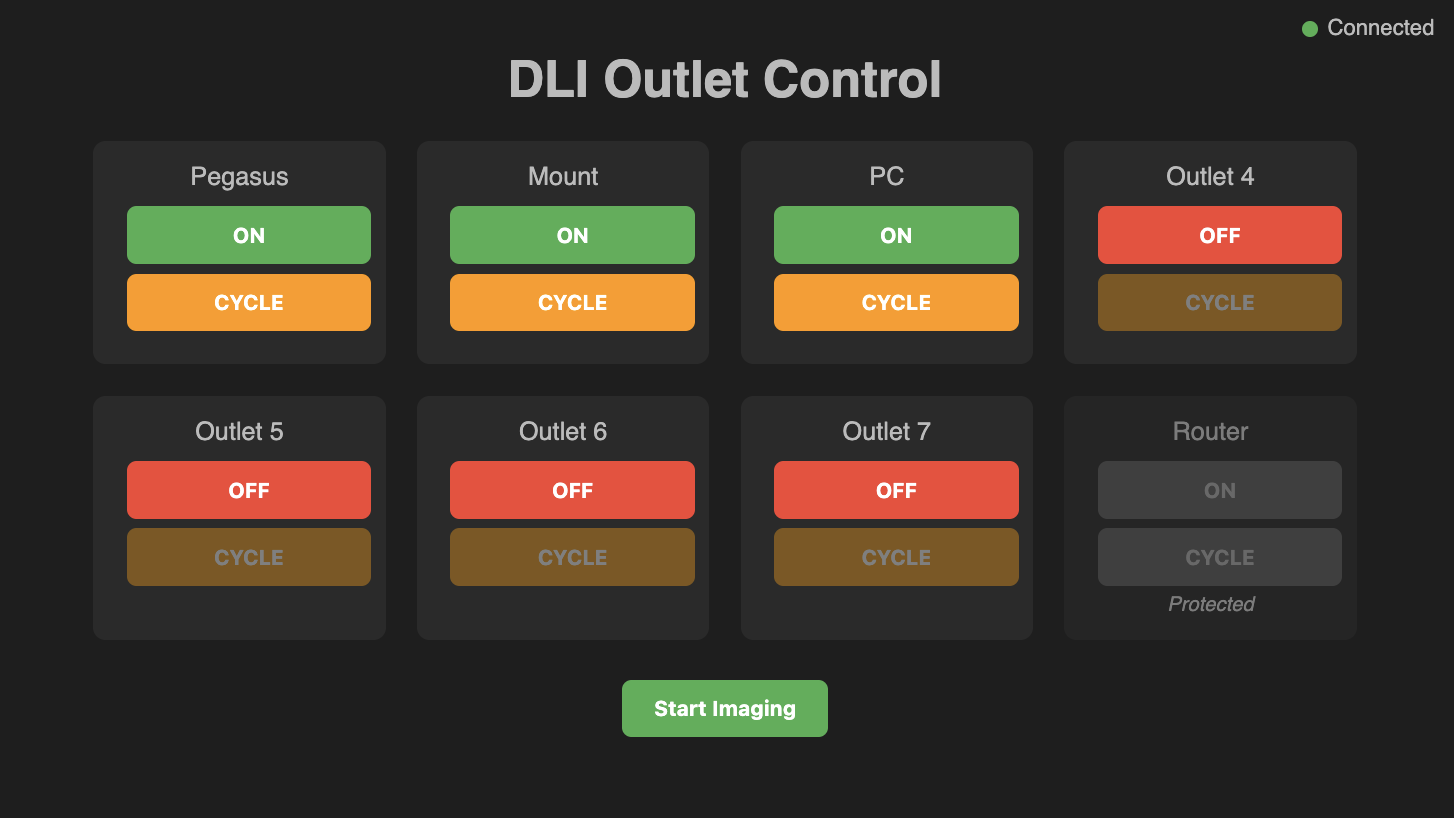 Connected
DLI Outlet Control
Pegasus
ON
CYCLE
Mount
ON
CYCLE
PC
ON
CYCLE
Outlet 4
OFF
CYCLE
Outlet 5
OFF
CYCLE
Outlet 6
OFF
CYCLE
Outlet 7
OFF
CYCLE
Router
ON
CYCLE
Protected
Start Imaging